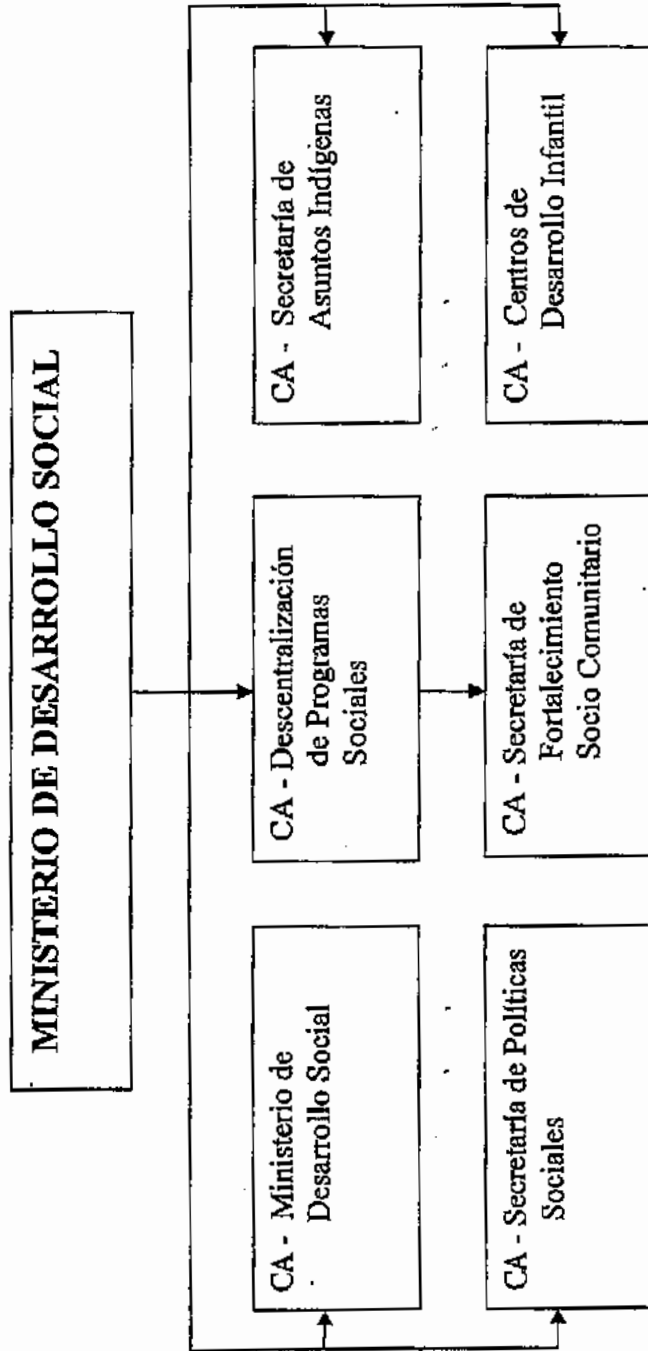 MINISTERIO DE DESARROLLO SOCIAL
CA - Ministerio de
Desarrollo Social
CA - Descentralización
de Programas
Sociales
CA - Secretaría de
Asuntos Indígenas
CA - Secretaría de Políticas
Sociales
CA - Secretaría de
Fortalecimiento
Socio Comunitario
CA - Centros de
Desarrollo Infantil